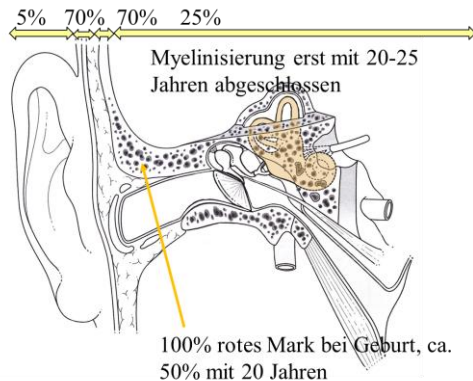 5% 70% 70% 25%
Myelinisierung erst mit 20-25
Jahren abgeschlossen
100% rotes Mark bei Geburt, ca.
50% mit 20 Jahren